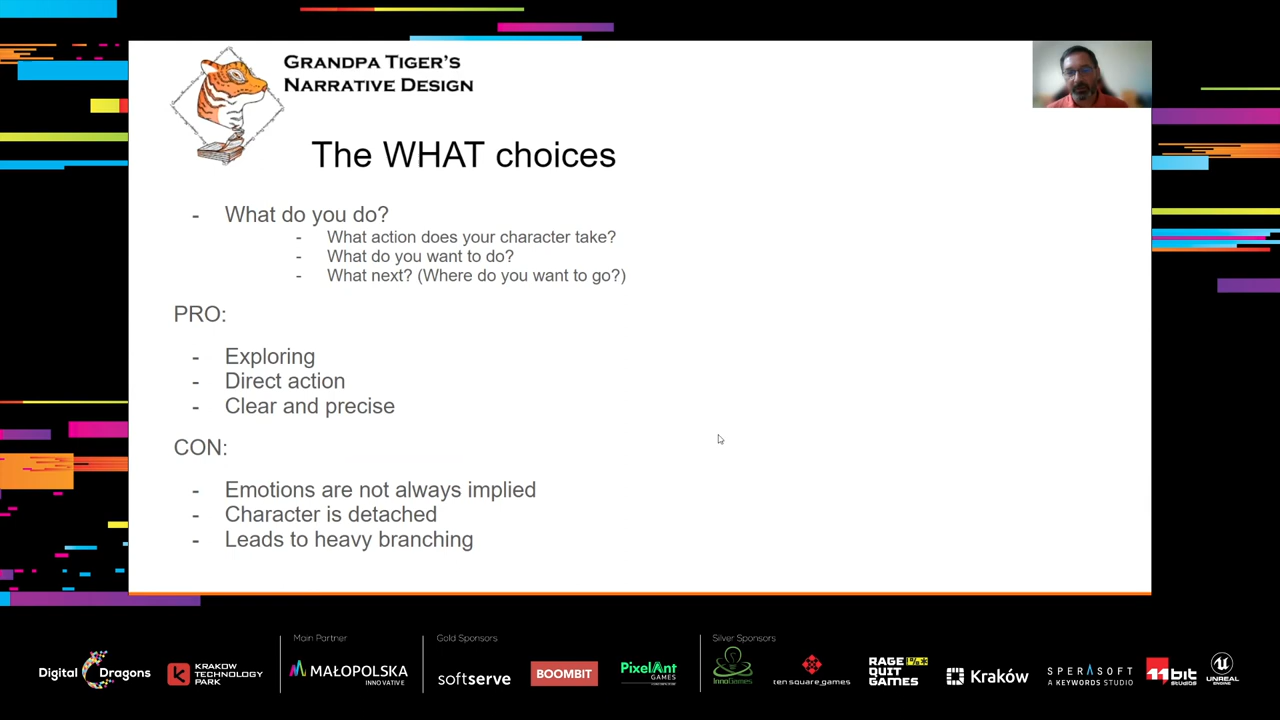 GRANDPA TIGER'S
NARRATIVE DESIGN
The WHAT choices
- What do you do?
- What action does your character take?
- What do you want to do?
- What next? (Where do you want to go?)
PRO:
- Exploring
- Direct action
- Clear and precise
CON:
- Emotions are not always implied
- Character is detached
- Leads to heavy branching
Main Partner
Gold Sponsors
Silver Sponsors
Digital Dragons
KRAKOW
TECHNOLOGY
PARK
MAŁOPOLSKA
INNOVATIVE
softserve
BOOMBIT
PixelAnt
GAMES
InnoGames
ten square games
RAGE
QUIT
GAMES
Kraków
SPERASOFT
A KEYWORDS STUDIO
11 bit
STUDIOS
UNREAL
ENGINE